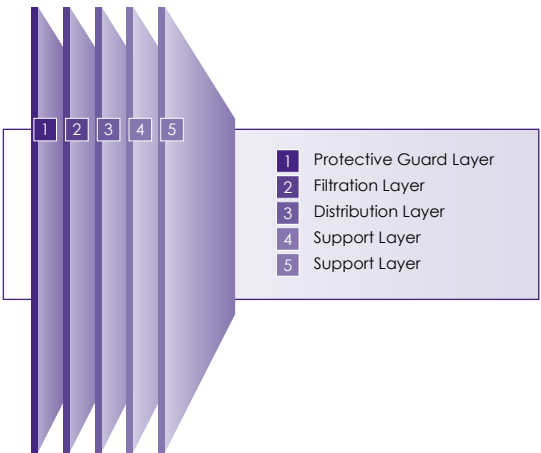 1 2 3 4 5
1 Protective Guard Layer
2 Filtration Layer
3 Distribution Layer
4 Support Layer
5 Support Layer